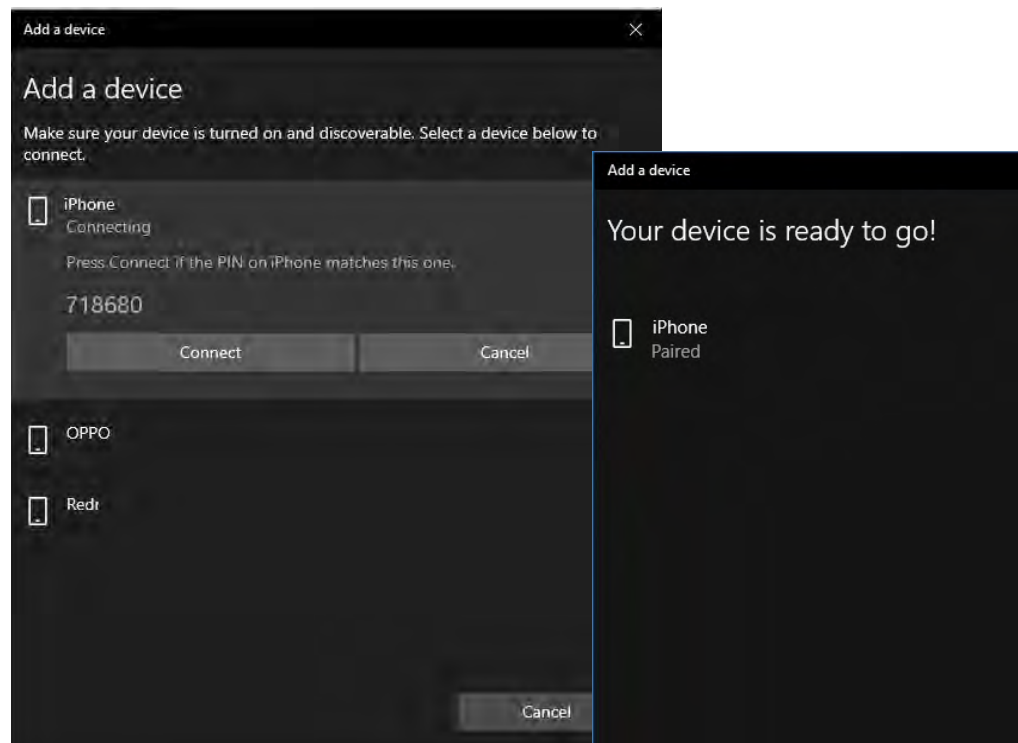 Add a device
Add a device
Make sure your device is turned on and discoverable. Select a device below to
connect.
iPhone
Connecting
Press Connect if the PIN on iPhone matches this one.
718680
Connect
Cancel
OPPO
Redr
Cancel
Add a device
Your device is ready to go!
iPhone
Paired